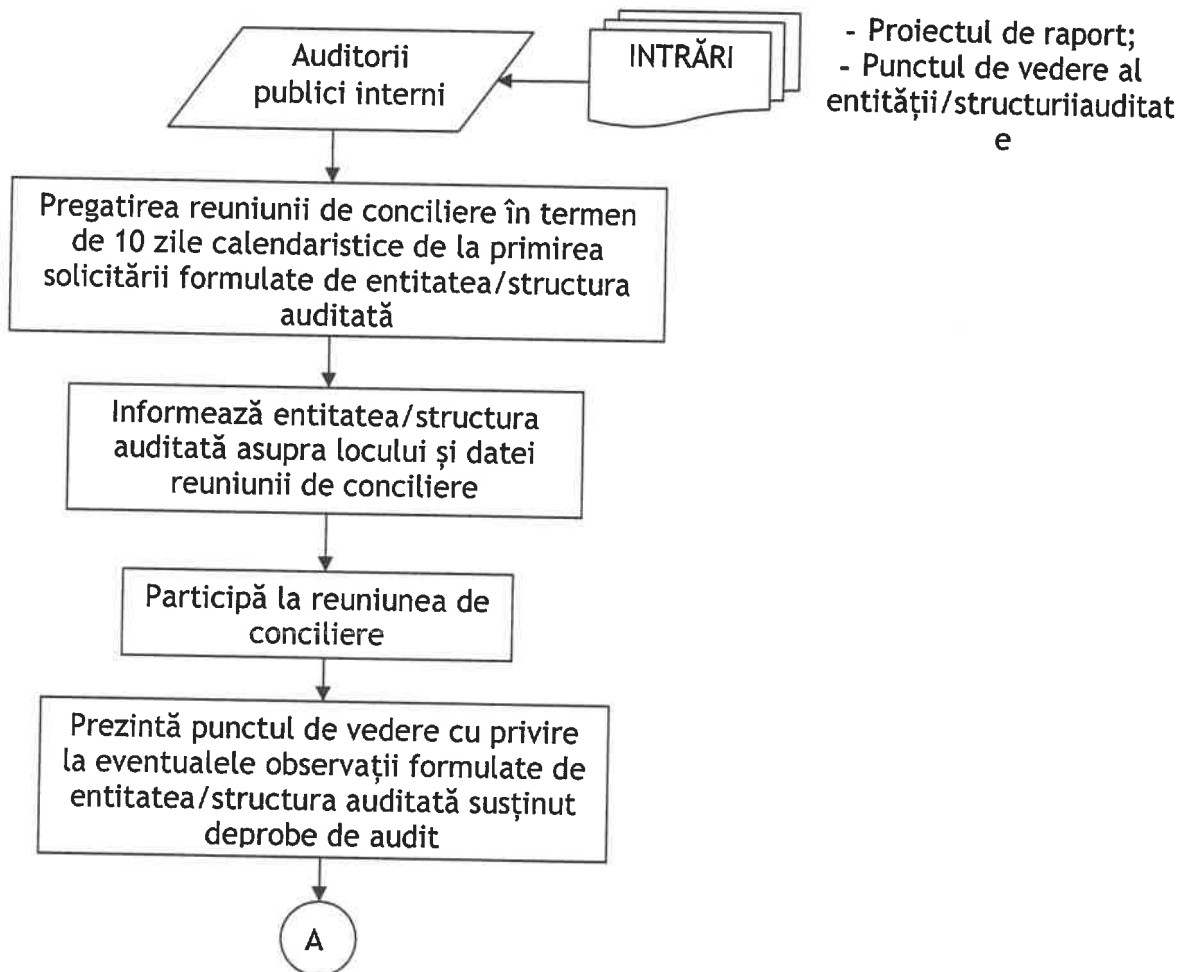 Auditorii
publici interni
INTRĂRI
- Proiectul de raport;
- Punctul de vedere al
entității/structuriiauditat
e
Pregatirea reuniunii de conciliere în termen
de 10 zile calendaristice de la primirea
solicitării formulate de entitatea/structura
auditată
Informează entitatea/structura
auditată asupra locului și datei
reuniunii de conciliere
Participă la reuniunea de
conciliere
Prezintă punctul de vedere cu privire
la eventualele observații formulate de
entitatea/structura auditată susținut
deprobe de audit
A